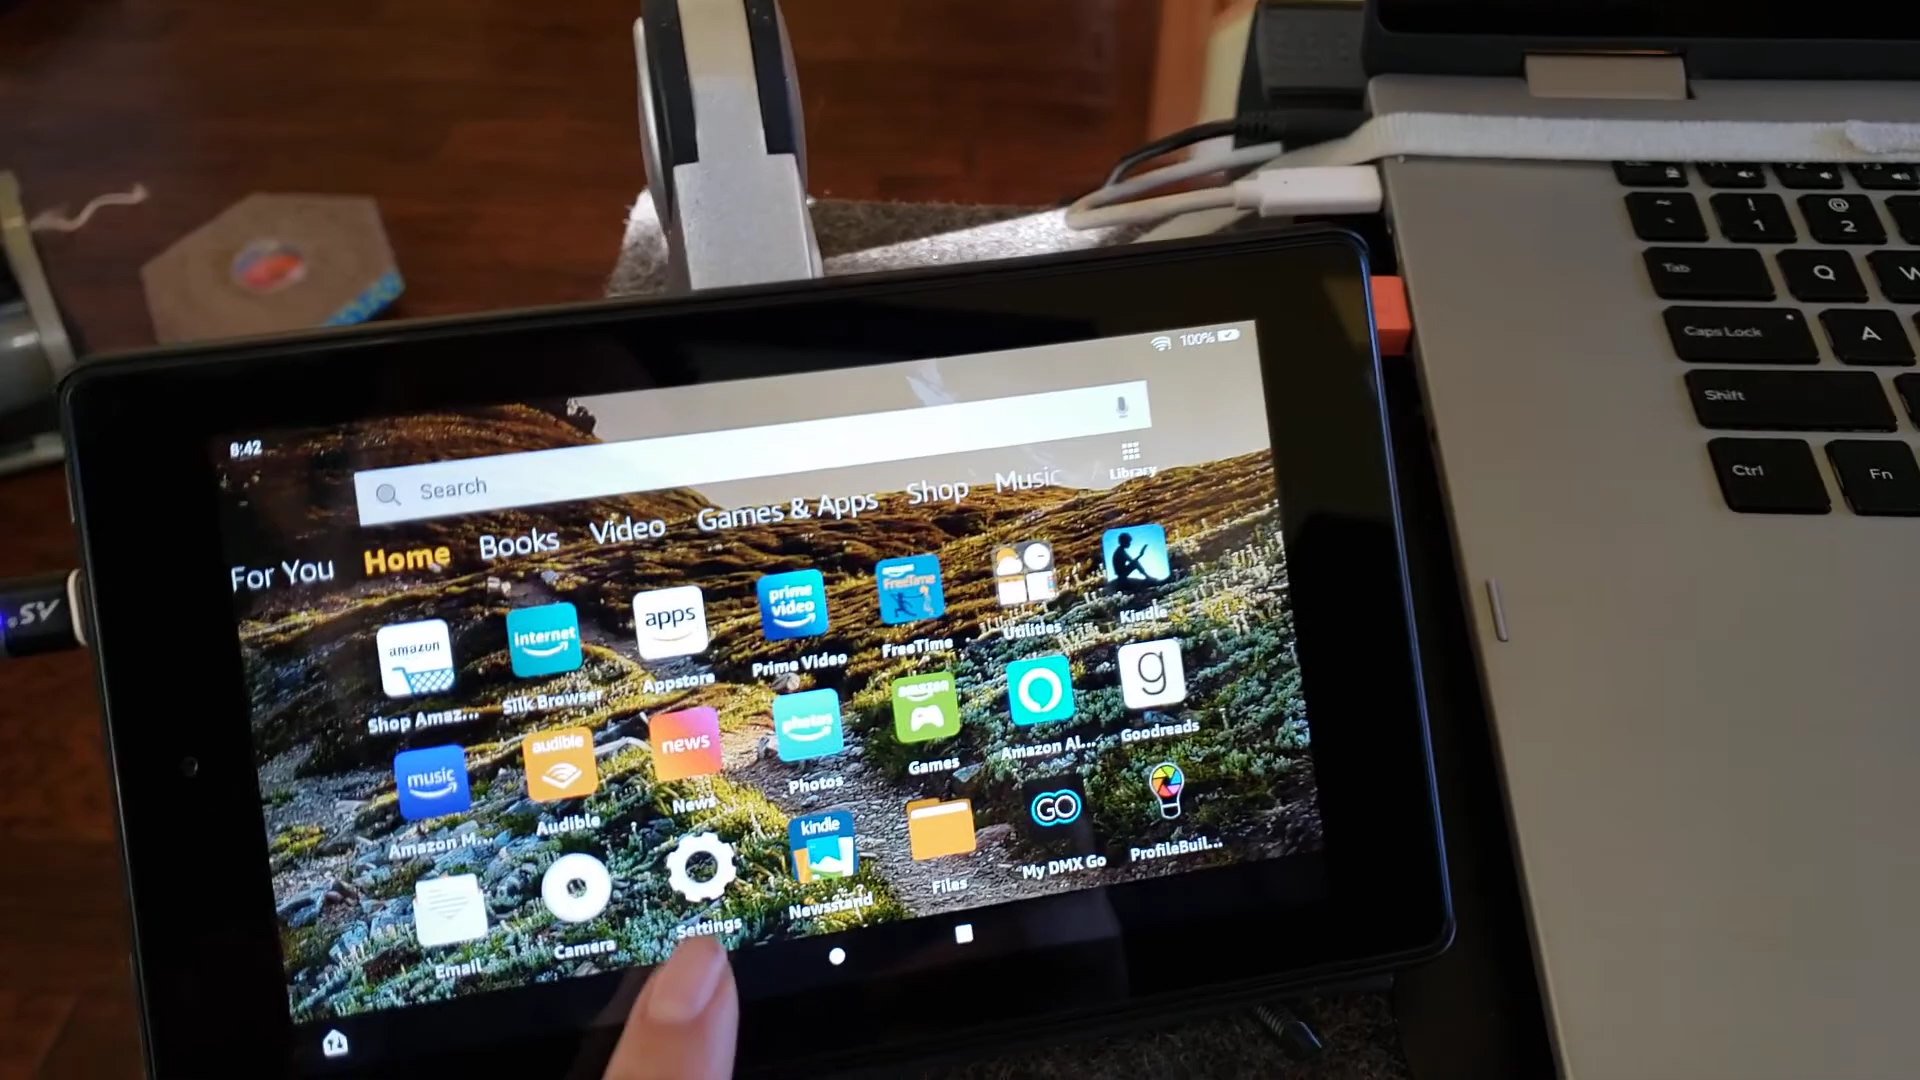 8:42
100%
Search
Library
For You Home Books Video Games & Apps Shop Music
amazon
internet
apps
prime video
amazon FreeTime
Shop Amaz...
Silk Browser
Appstore
Prime Video
FreeTime
Utilities
Kindle
music
audible
news
photos
amazon
g
Amazon M...
Audible
News
Photos
Games
Amazon Al...
Goodreads
kindle
GO
Email
Camera
Settings
Newsstand
Files
My DMX Go
ProfileBuil...
.5V
~
`
!
1
@
2
Tab
Q
W
Caps Lock
A
Shift
Ctrl
Fn